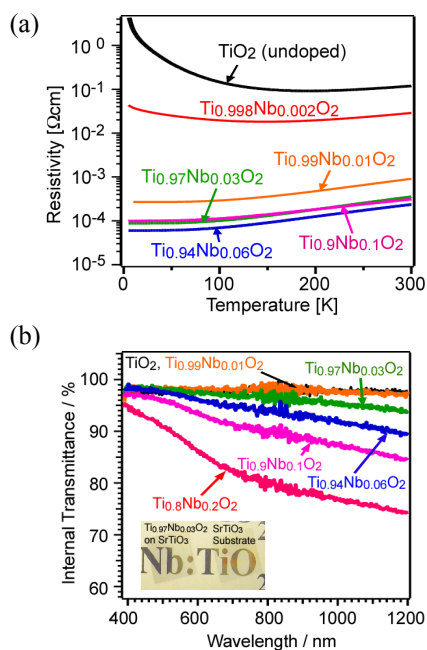 (a)
10⁰
10⁻¹
10⁻²
10⁻³
10⁻⁴
10⁻⁵
Resistivity [Ωcm]
TiO2 (undoped)
Ti0.998Nb0.002O2
Ti0.99Nb0.01O2
Ti0.97Nb0.03O2
Ti0.94Nb0.06O2
Ti0.9Nb0.1O2
0 100 200 300
Temperature [K]
(b)
100
90
80
70
60
Internal Transmittance / %
TiO₂, Ti₀.₉₉Nb₀.₀₁O₂
Ti₀.₉₇Nb₀.₀₃O₂
Ti₀.₉Nb₀.₁O₂
Ti₀.₉₄Nb₀.₀₆O₂
Ti₀.₈Nb₀.₂O₂
Ti₀.₉₇Nb₀.₀₃O₂ SrTiO₃
on SrTiO₃ Substrate
Nb:TiO₂
2
400 600 800 1000 1200
Wavelength / nm